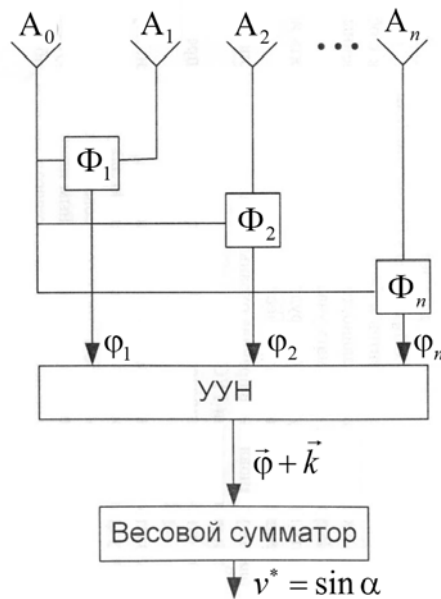 A₀ A₁ A₂ ••• Aₙ
Φ₁
Φ₂
Φₙ
φ₁ φ₂ φₙ
УУН
φ⃗ + k⃗
Весовой сумматор
v* = sin α